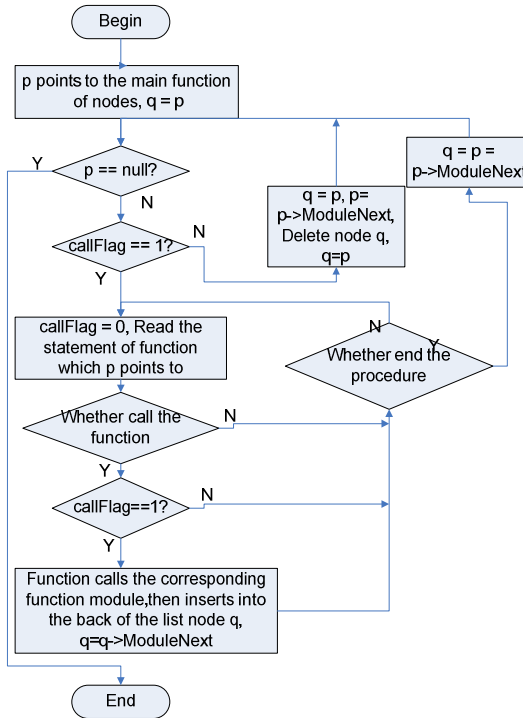 Begin
p points to the main function
of nodes, q = p
Y
p == null?
N
q = p =
p->ModuleNext
callFlag == 1?
N
q = p, p=
p->ModuleNext,
Delete node q,
q=p
Y
callFlag = 0, Read the
statement of function
which p points to
N
Y
Whether end the
procedure
Whether call the
function
N
Y
callFlag==1?
N
Y
Function calls the corresponding
function module,then inserts into
the back of the list node q,
q=q->ModuleNext
End